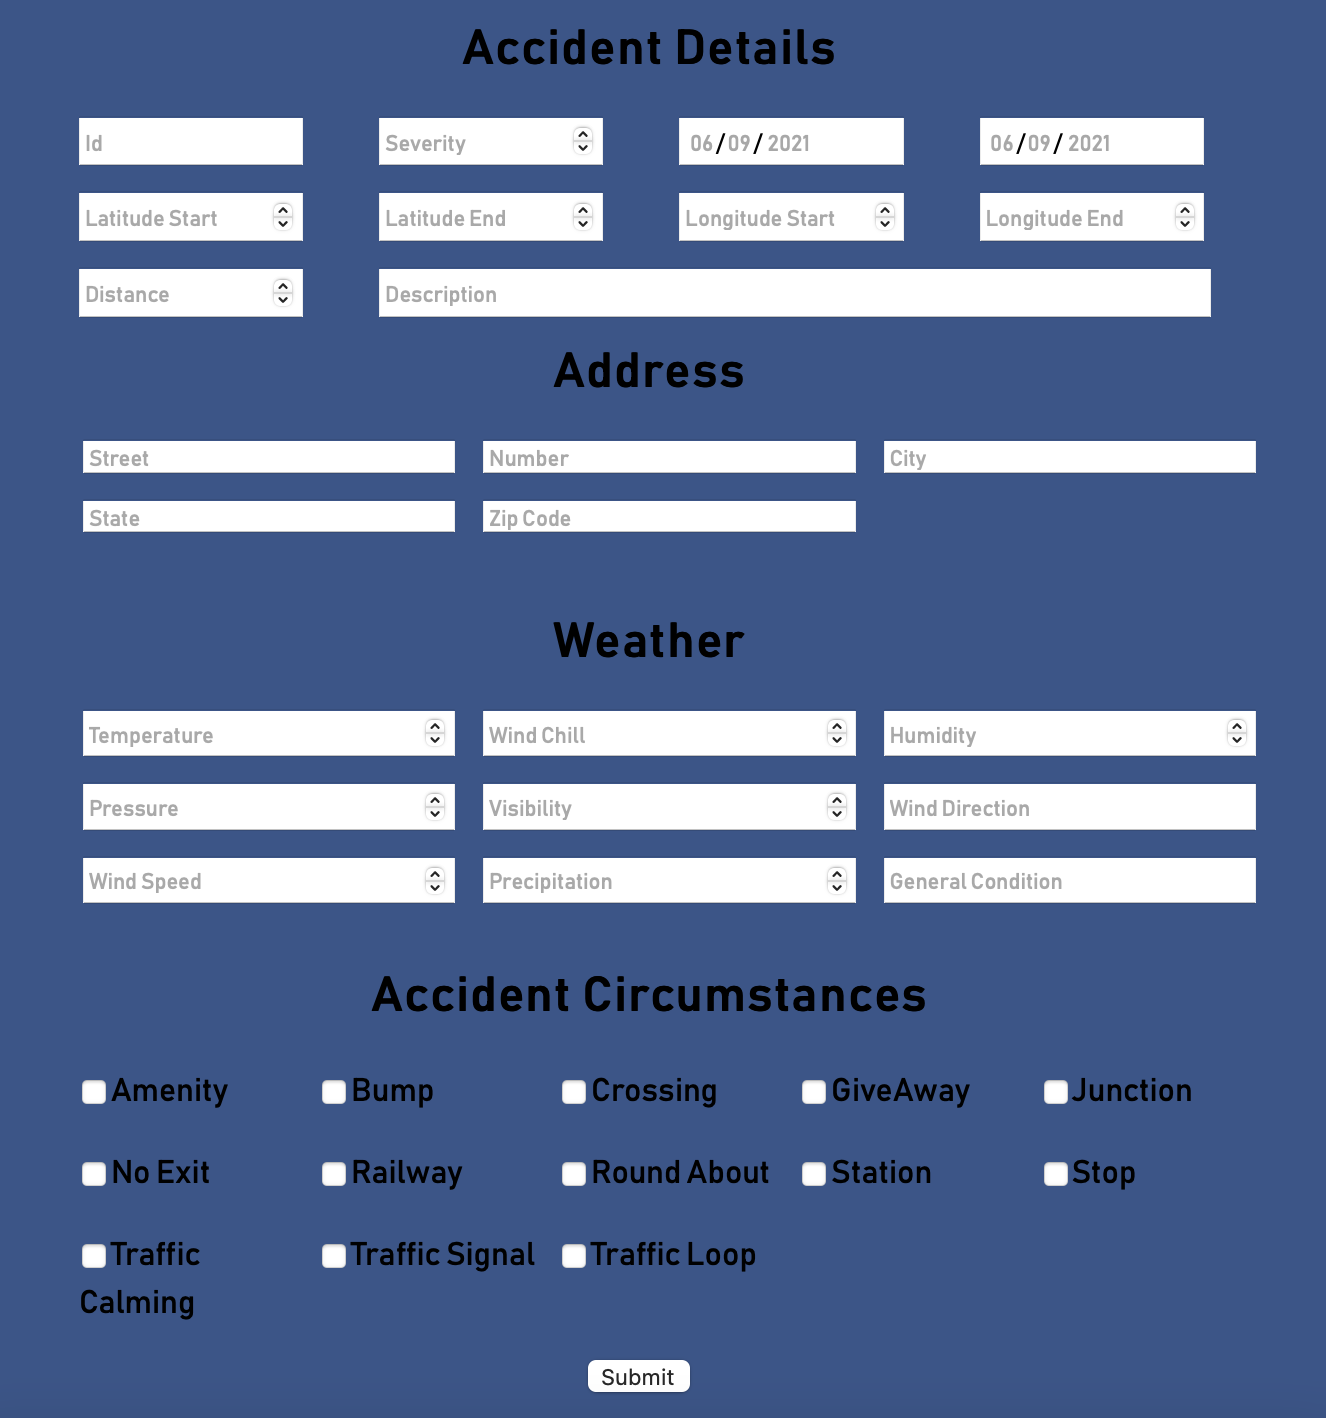 Accident Details
Id Severity 06/09/2021 06/09/2021
Latitude Start Latitude End Longitude Start Longitude End
Distance Description
Address
Street Number City
State Zip Code
Weather
Temperature Wind Chill Humidity
Pressure Visibility Wind Direction
Wind Speed Precipitation General Condition
Accident Circumstances
Amenity Bump Crossing GiveAway Junction
No Exit Railway Round About Station Stop
Traffic Traffic Signal Traffic Loop
Calming
Submit